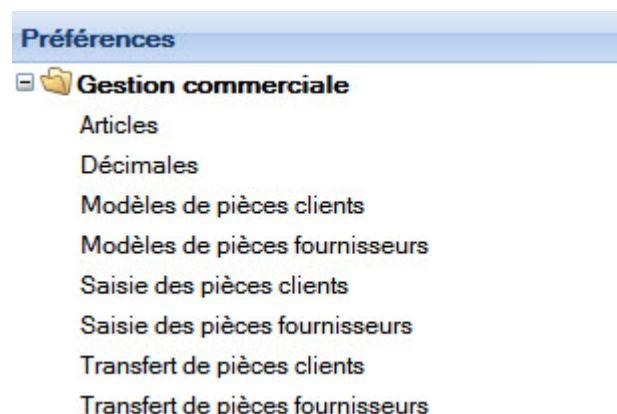 Préférences
Gestion commerciale
Articles
Décimales
Modèles de pièces clients
Modèles de pièces fournisseurs
Saisie des pièces clients
Saisie des pièces fournisseurs
Transfert de pièces clients
Transfert de pièces fournisseurs